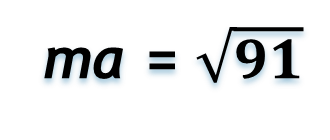 ma = √91